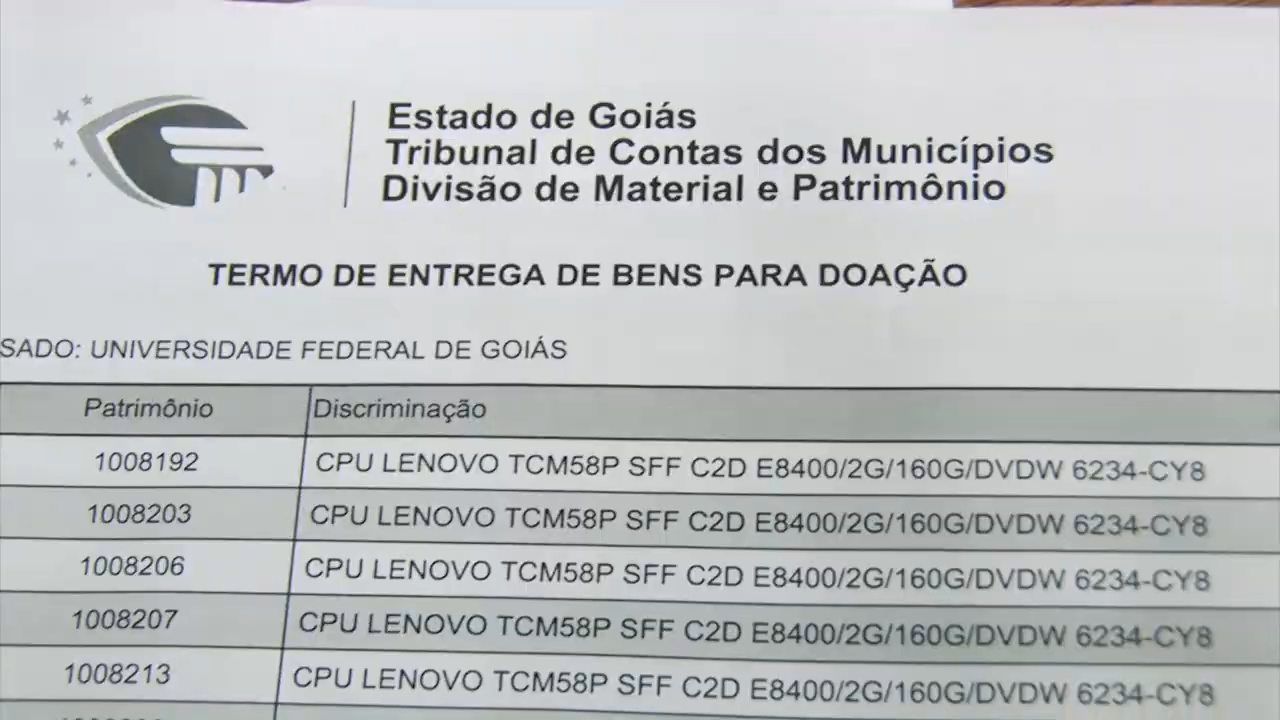 Estado de Goiás
Tribunal de Contas dos Municípios
Divisão de Material e Patrimônio
TERMO DE ENTREGA DE BENS PARA DOAÇÃO
SADO: UNIVERSIDADE FEDERAL DE GOIÁS
Patrimônio Discriminação
1008192 CPU LENOVO TCM58P SFF C2D E8400/2G/160G/DVDW 6234-CY8
1008203 CPU LENOVO TCM58P SFF C2D E8400/2G/160G/DVDW 6234-CY8
1008206 CPU LENOVO TCM58P SFF C2D E8400/2G/160G/DVDW 6234-CY8
1008207 CPU LENOVO TCM58P SFF C2D E8400/2G/160G/DVDW 6234-CY8
1008213 CPU LENOVO TCM58P SFF C2D E8400/2G/160G/DVDW 6234-CY8